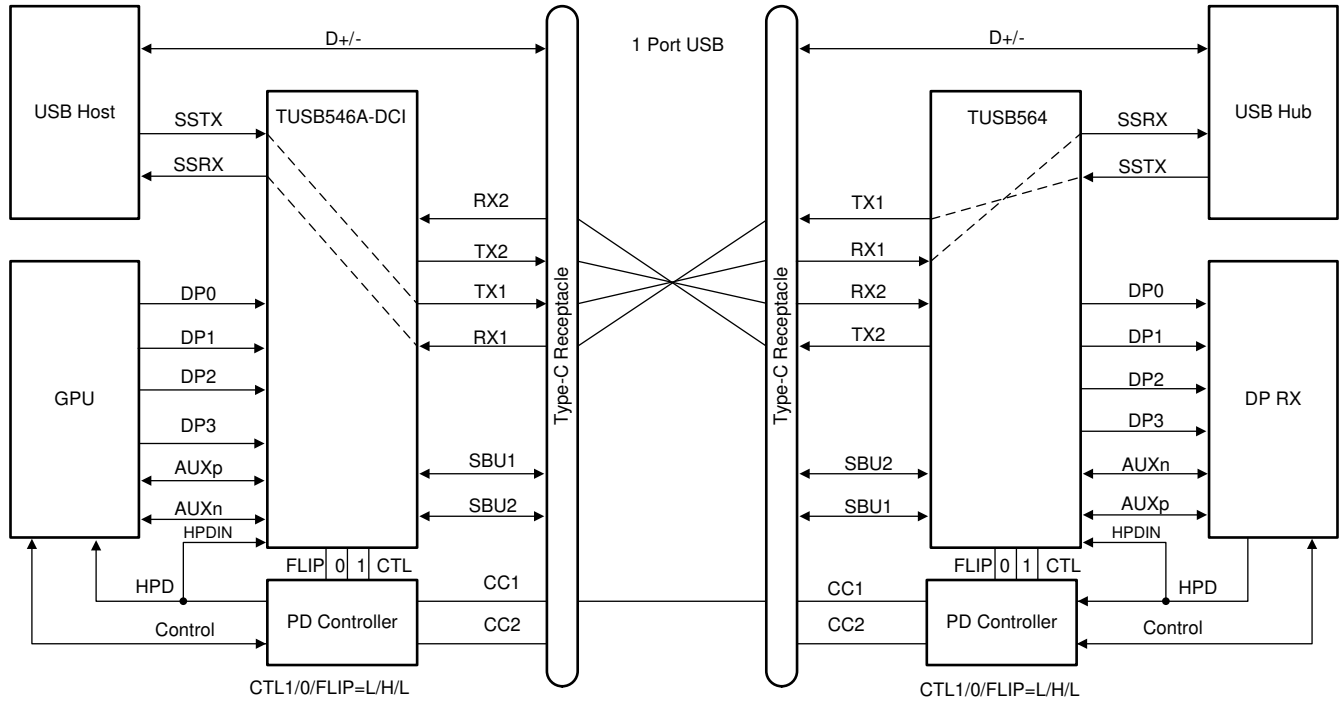 D+/-
1 Port USB
D+/-
USB Host
TUSB546A-DCI
TUSB564
USB Hub
SSTX
SSRX
SSRX
SSTX
RX2
TX2
TX1
RX1
TX1
RX1
RX2
TX2
Type-C Receptacle
Type-C Receptacle
GPU
DP0
DP1
DP2
DP3
AUXp
AUXn
HPDIN
SBU1
SBU2
SBU2
SBU1
DP0
DP1
DP2
DP3
AUXn
AUXp
HPDIN
DP RX
FLIP 0 1 CTL
FLIP 0 1 CTL
HPD
Control
PD Controller
CC1
CC2
CC1
CC2
PD Controller
HPD
Control
CTL1/0/FLIP=L/H/L
CTL1/0/FLIP=L/H/L